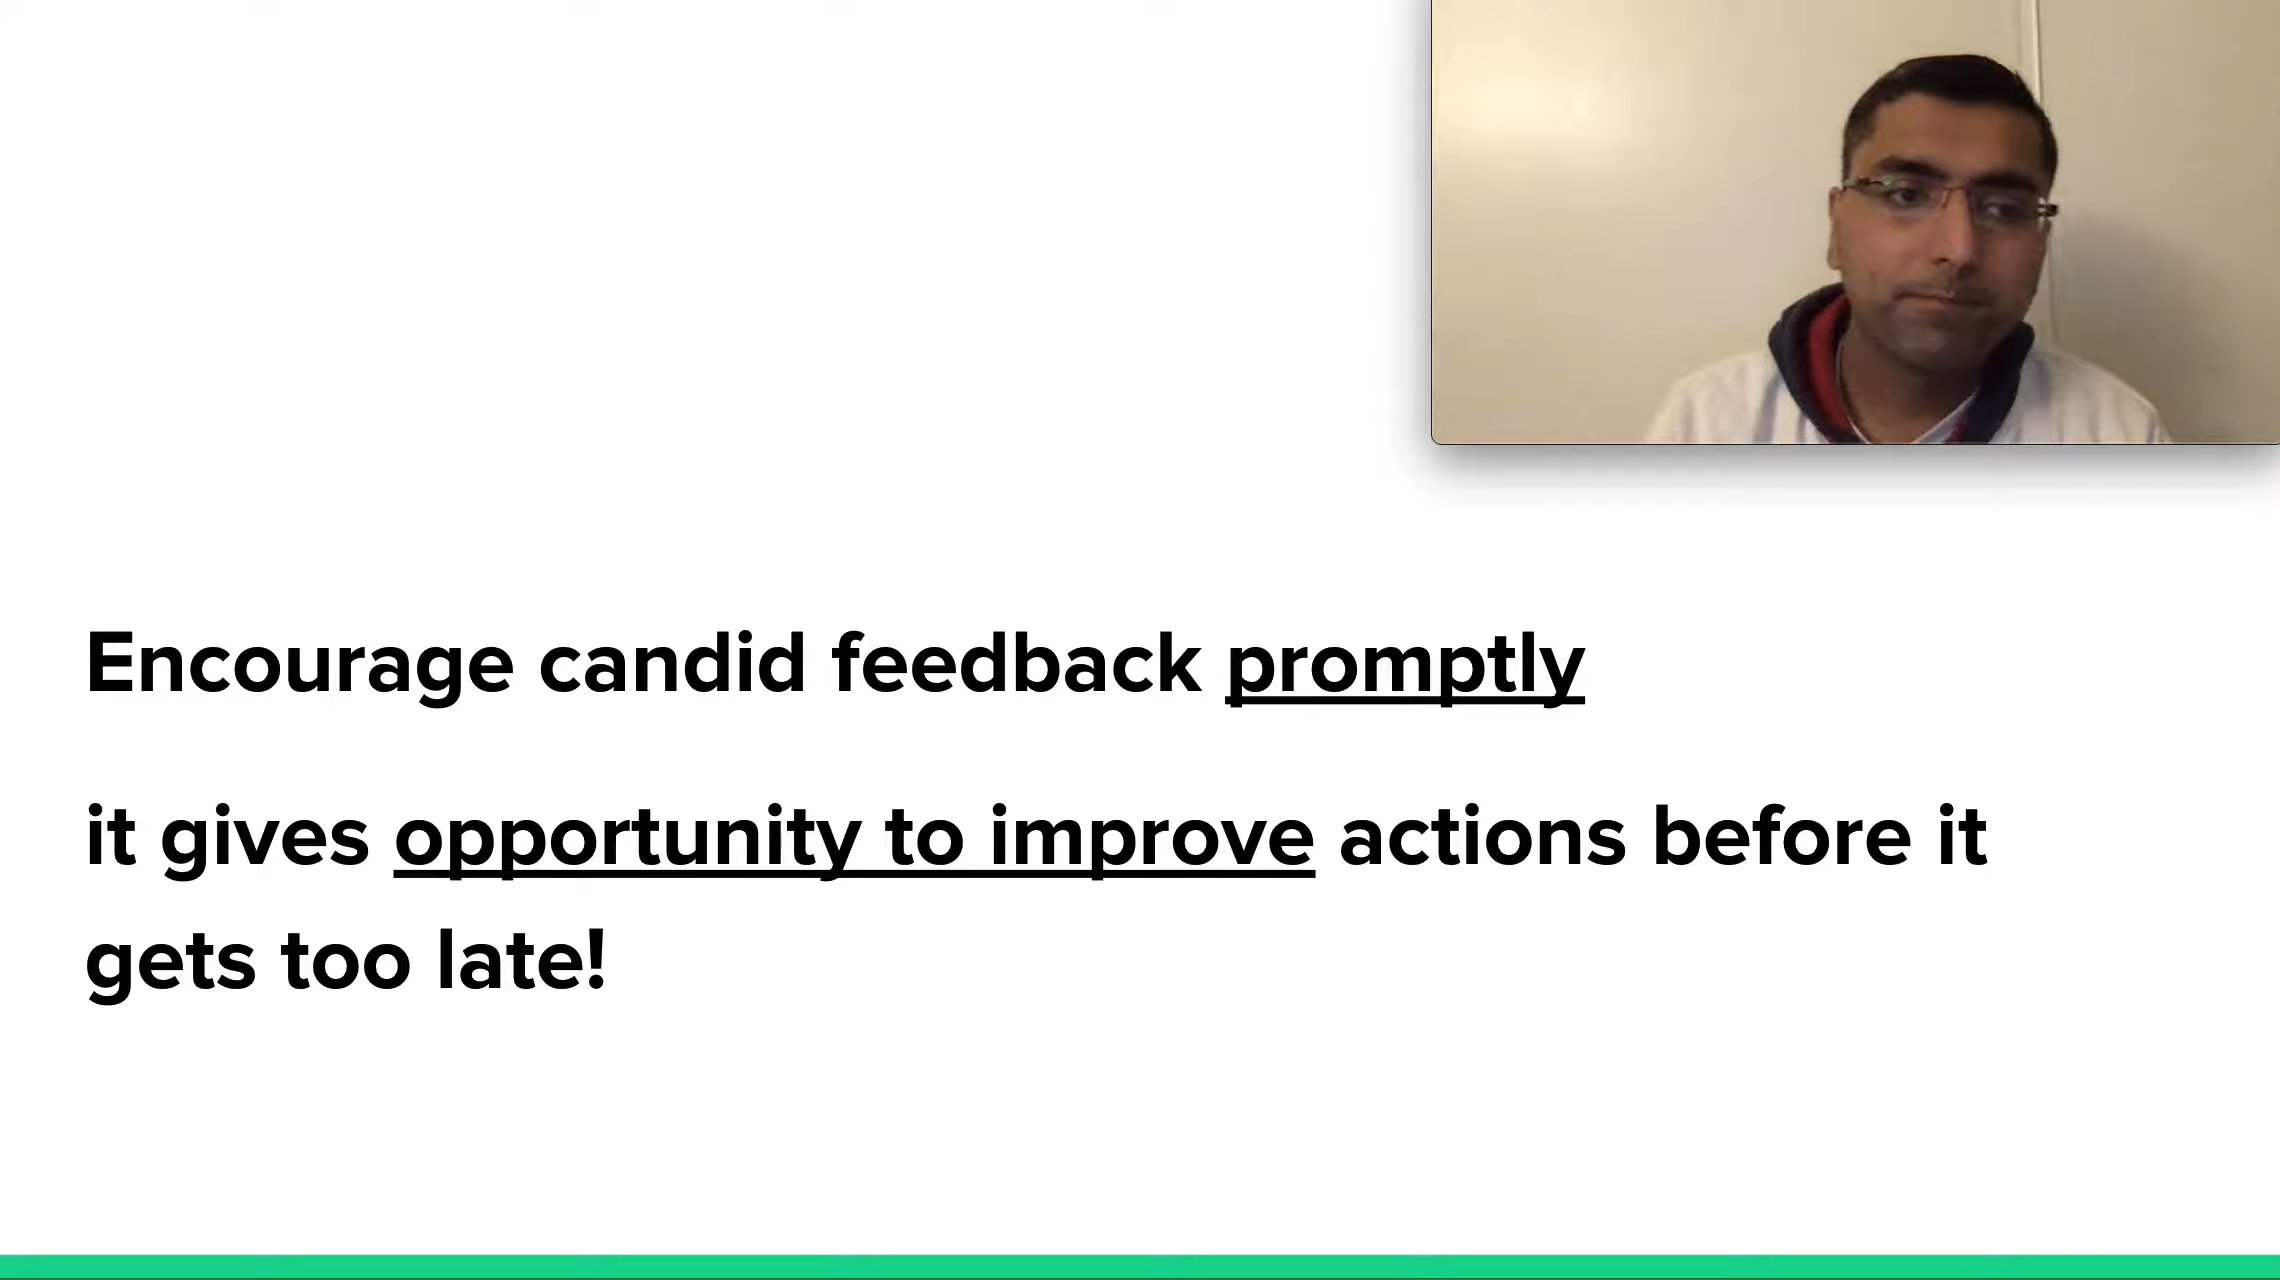 Encourage candid feedback promptly
it gives opportunity to improve actions before it
gets too late!